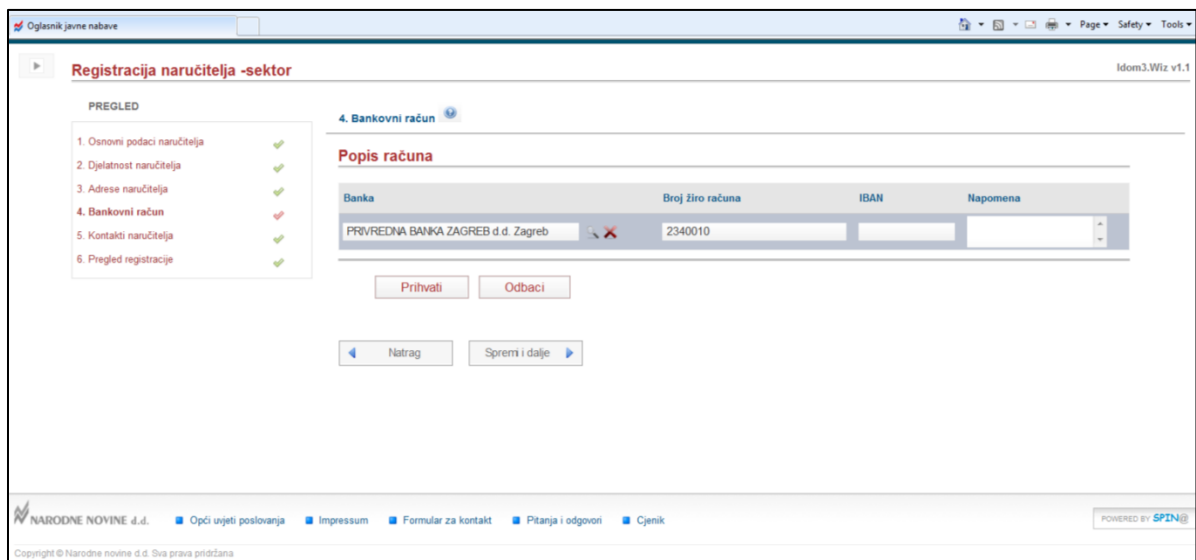 Oglasnik javne nabave
Page Safety Tools
Registracija naručitelja -sektor
Idom3.Wiz v1.1
PREGLED
1. Osnovni podaci naručitelja
2. Djelatnost naručitelja
3. Adrese naručitelja
4. Bankovni račun
5. Kontakti naručitelja
6. Pregled registracije
4. Bankovni račun
Popis računa
Banka Broj žiro računa IBAN Napomena
PRIVREDNA BANKA ZAGREB d.d. Zagreb 2340010
Prihvati Odbaci
Natrag Spremi i dalje
NARODNE NOVINE d.d. Opći uvjeti poslovanja Impressum Formular za kontakt Pitanja i odgovori Cjenik
POWERED BY SPIN@
Copyright © Narodne novine d.d. Sva prava pridržana